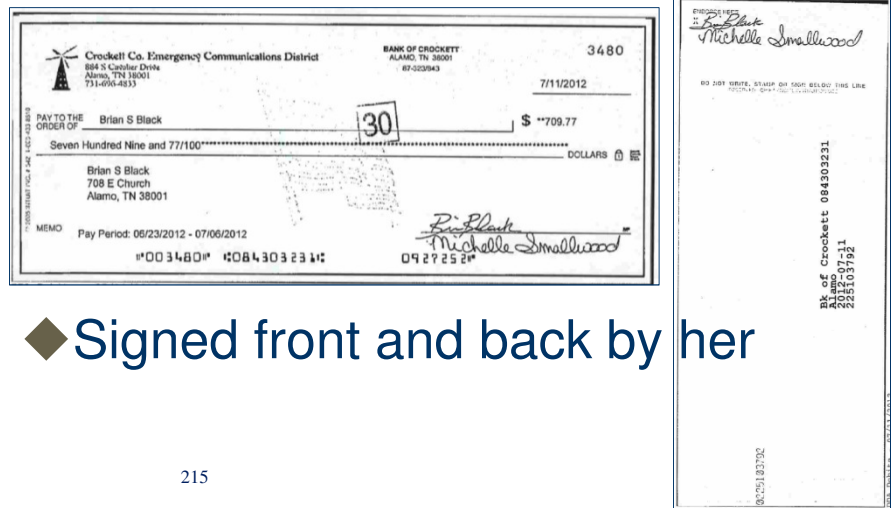 Crockett Co. Emergency Communications District
884 S Cavalier Drive
Alamo, TN 38001
731-696-4833
BANK OF CROCKETT
ALAMO, TN 38001
87-323/843
3480
7/11/2012
PAY TO THE
ORDER OF Brian S Black
30
$ **709.77
Seven Hundred Nine and 77/100**
DOLLARS
Brian S Black
708 E Church
Alamo, TN 38001
MEMO Pay Period: 06/23/2012 - 07/06/2012
Michelle Smallwood
⑈003480⑈ ⑆084303231⑆ 0927252⑈
ENDORSE HERE
X Black
Michelle Smallwood
DO NOT WRITE, STAMP OR SIGN BELOW THIS LINE
Bk of Crockett 084303231
Alamo
2012-07-11
225103792
0225103792
Signed front and back by her
215